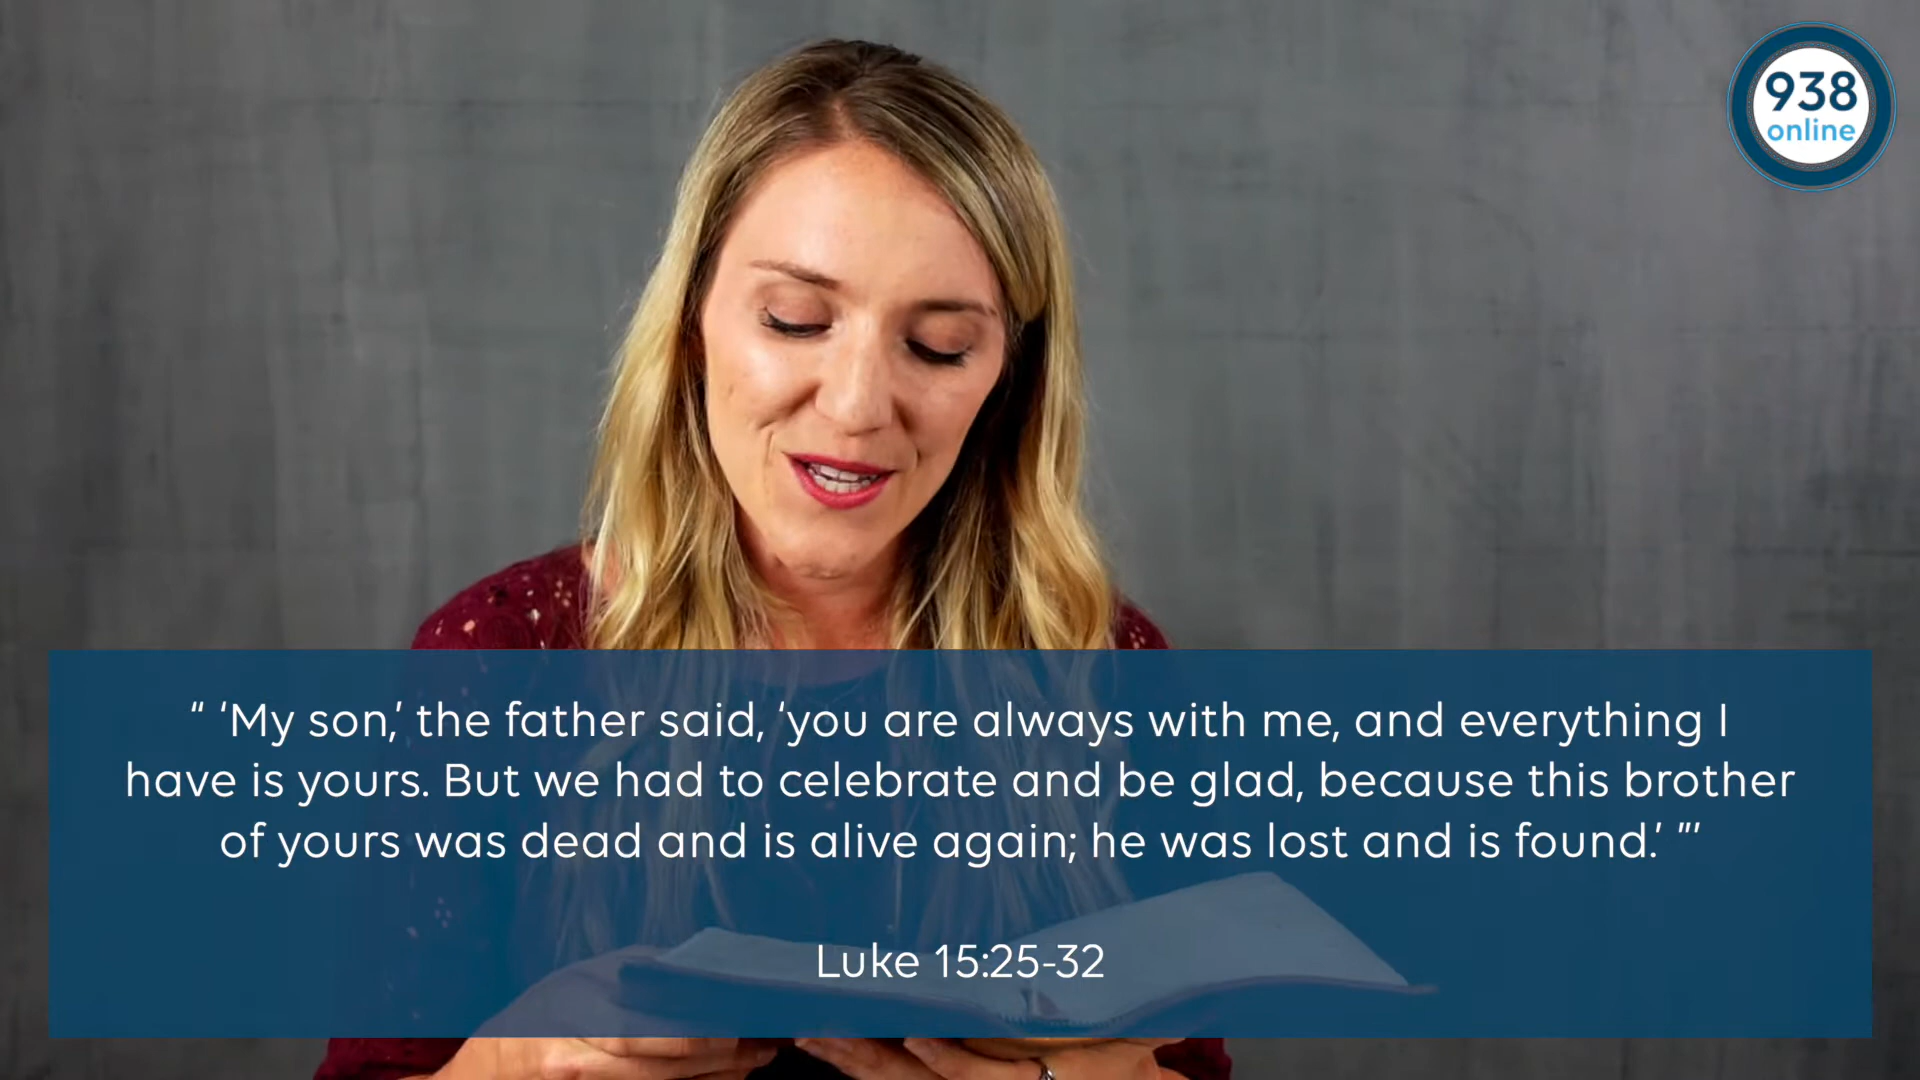 938
online
“ ‘My son,’ the father said, ‘you are always with me, and everything I
have is yours. But we had to celebrate and be glad, because this brother
of yours was dead and is alive again; he was lost and is found.’ ”’
Luke 15:25-32